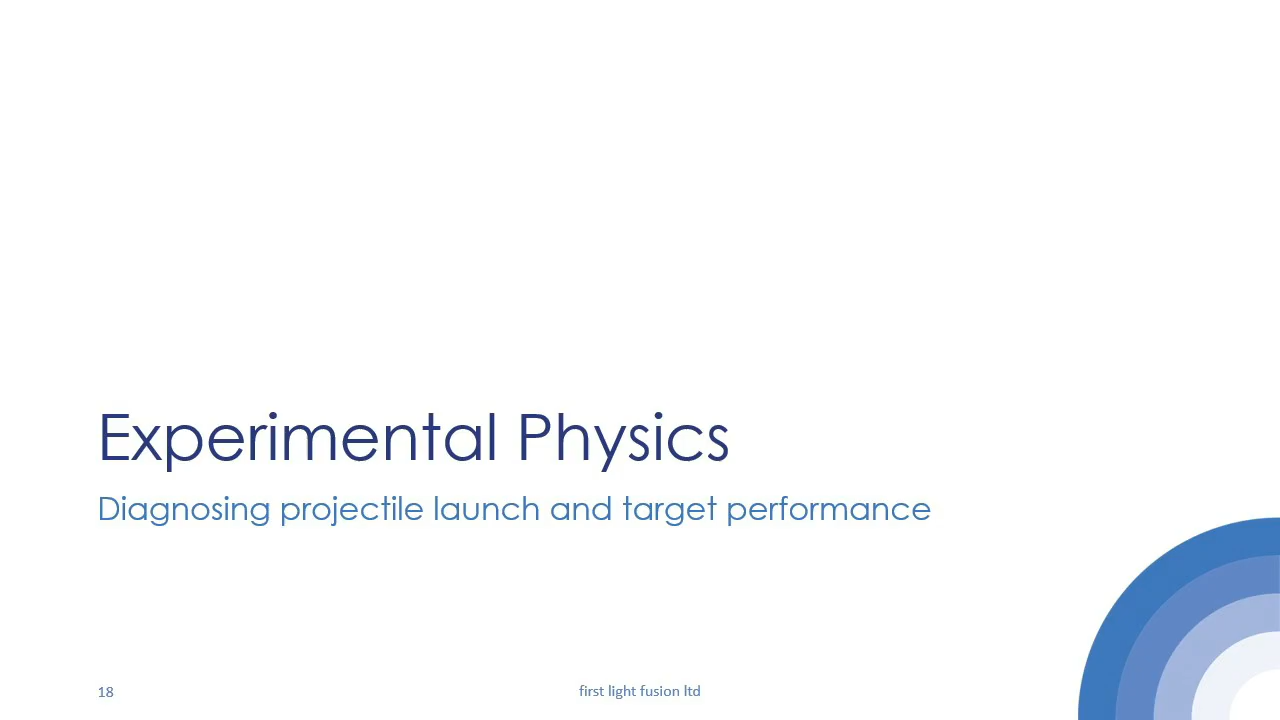 Experimental Physics
Diagnosing projectile launch and target performance
18
first light fusion ltd